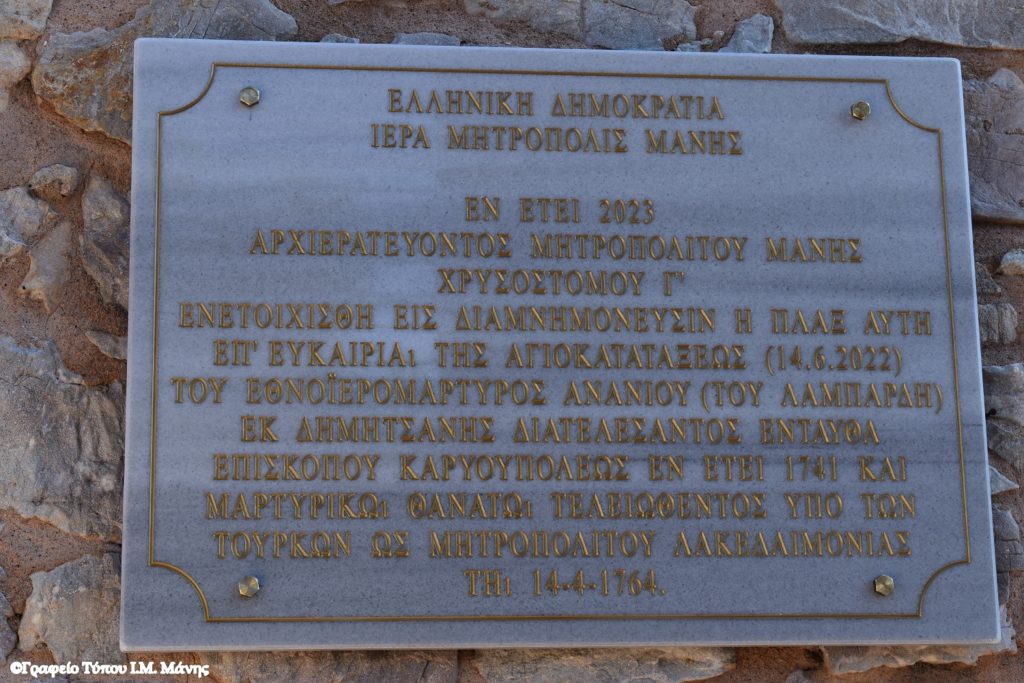 ΕΛΛΗΝΙΚΗ ΔΗΜΟΚΡΑΤΙΑ
ΙΕΡΑ ΜΗΤΡΟΠΟΛΙΣ ΜΑΝΗΣ
ΕΝ ΕΤΕΙ 2023
ΑΡΧΙΕΡΑΤΕΥΟΝΤΟΣ ΜΗΤΡΟΠΟΛΙΤΟΥ ΜΑΝΗΣ
ΧΡΥΣΟΣΤΟΜΟΥ Γ'
ΕΝΕΤΟΙΧΙΣΘΗ ΕΙΣ ΔΙΑΜΝΗΜΟΝΕΥΣΙΝ Η ΠΛΑΞ ΑΥΤΗ
ΕΠ' ΕΥΚΑΙΡΙΑι ΤΗΣ ΑΓΙΟΚΑΤΑΤΑΞΕΩΣ (14.6.2022)
ΤΟΥ ΕΘΝΟΪΕΡΟΜΑΡΤΥΡΟΣ ΑΝΑΝΙΟΥ (ΤΟΥ ΛΑΜΠΑΡΔΗ)
ΕΚ ΔΗΜΗΤΣΑΝΗΣ ΔΙΑΤΕΛΕΣΑΝΤΟΣ ΕΝΤΑΥΘΑ
ΕΠΙΣΚΟΠΟΥ ΚΑΡΥΟΥΠΟΛΕΩΣ ΕΝ ΕΤΕΙ 1741 ΚΑΙ
ΜΑΡΤΥΡΙΚΩι ΘΑΝΑΤΩι ΤΕΛΕΙΩΘΕΝΤΟΣ ΥΠΟ ΤΩΝ
ΤΟΥΡΚΩΝ ΩΣ ΜΗΤΡΟΠΟΛΙΤΟΥ ΛΑΚΕΔΑΙΜΟΝΙΑΣ
ΤΗι 14-4-1764.
©Γραφείο Τύπου Ι.Μ. Μάνης